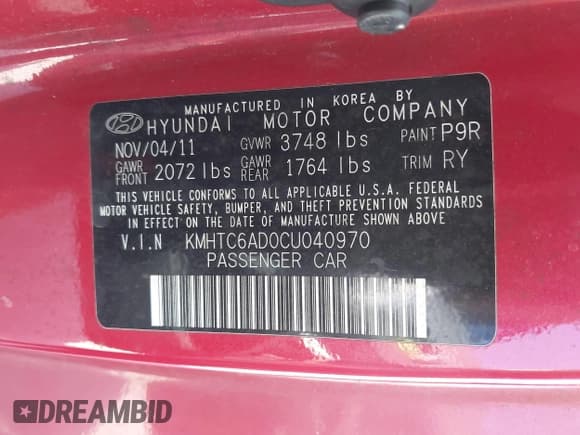 MANUFACTURED IN KOREA BY
HYUNDAI MOTOR COMPANY
NOV/04/11 GVWR 3748 lbs PAINT P9R
GAWR FRONT 2072 lbs GAWR REAR 1764 lbs TRIM RY
THIS VEHICLE CONFORMS TO ALL APPLICABLE U.S.A. FEDERAL
MOTOR VEHICLE SAFETY, BUMPER, AND THEFT PREVENTION STANDARDS
IN EFFECT ON THE DATE OF MANUFACTURE SHOWN ABOVE
V.I.N KMHTC6AD0CU040970
PASSENGER CAR
DREAMBID